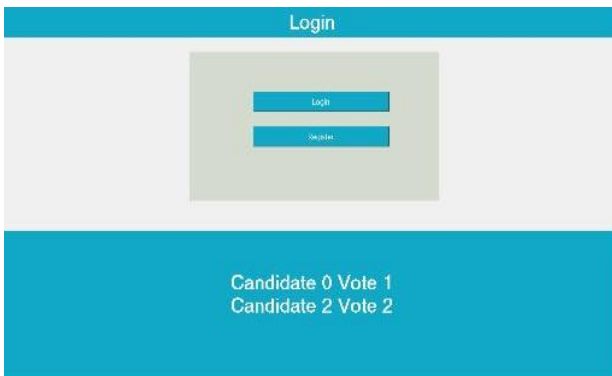 Login
Login
Register
Candidate 0 Vote 1
Candidate 2 Vote 2